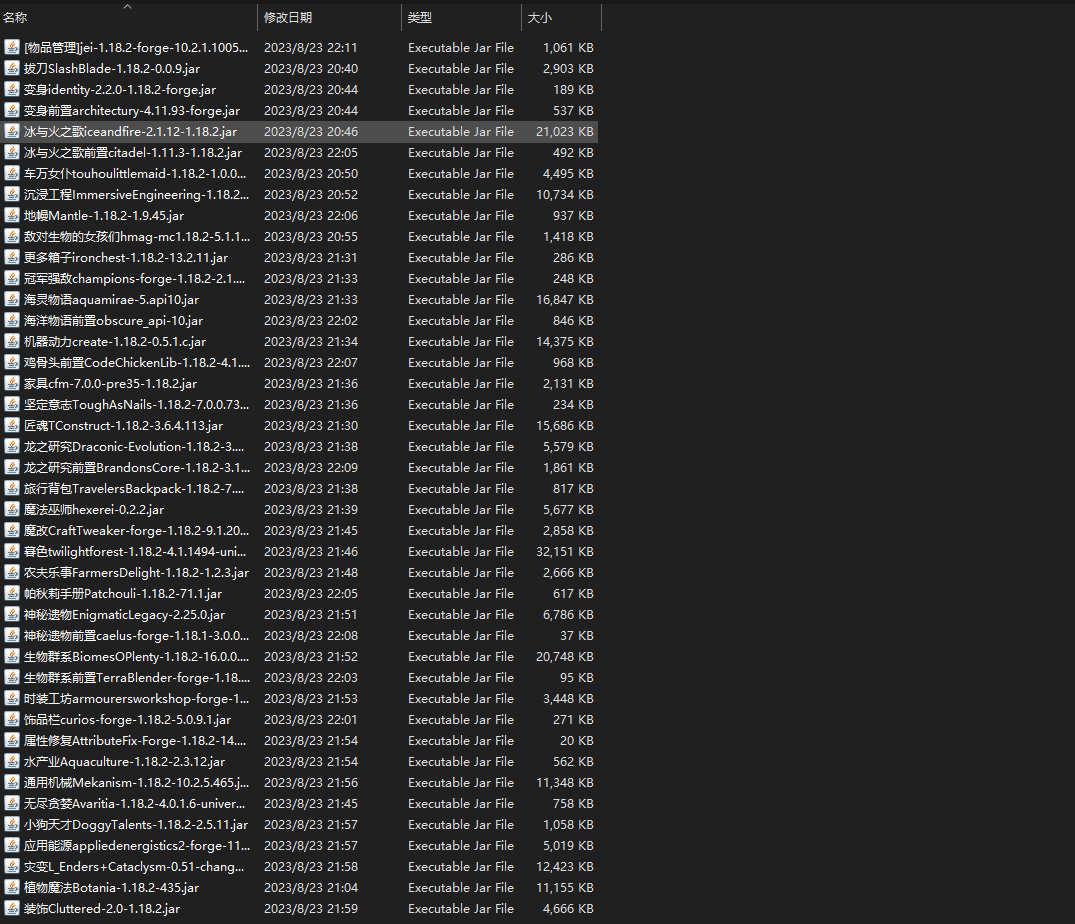 名称 修改日期 类型 大小
[物品管理]jei-1.18.2-forge-10.2.1.1005... 2023/8/23 22:11 Executable Jar File 1,061 KB
拔刀SlashBlade-1.18.2-0.0.9.jar 2023/8/23 20:40 Executable Jar File 2,903 KB
变身identity-2.2.0-1.18.2-forge.jar 2023/8/23 20:44 Executable Jar File 189 KB
变身前置architectury-4.11.93-forge.jar 2023/8/23 20:44 Executable Jar File 537 KB
冰与火之歌iceandfire-2.1.12-1.18.2.jar 2023/8/23 20:46 Executable Jar File 21,023 KB
冰与火之歌前置citadel-1.11.3-1.18.2.jar 2023/8/23 22:05 Executable Jar File 492 KB
车万女仆touhoulittlemaid-1.18.2-1.0.0... 2023/8/23 20:50 Executable Jar File 4,495 KB
沉浸工程ImmersiveEngineering-1.18.2... 2023/8/23 20:52 Executable Jar File 10,734 KB
地幔Mantle-1.18.2-1.9.45.jar 2023/8/23 22:06 Executable Jar File 937 KB
敌对生物的女孩们hmag-mc1.18.2-5.1.1... 2023/8/23 20:55 Executable Jar File 1,418 KB
更多箱子ironchest-1.18.2-13.2.11.jar 2023/8/23 21:31 Executable Jar File 286 KB
冠军强敌champions-forge-1.18.2-2.1.... 2023/8/23 21:33 Executable Jar File 248 KB
海灵物语aquamirae-5.api10.jar 2023/8/23 21:33 Executable Jar File 16,847 KB
海洋物语前置obscure_api-10.jar 2023/8/23 22:02 Executable Jar File 846 KB
机器动力create-1.18.2-0.5.1.c.jar 2023/8/23 21:34 Executable Jar File 14,375 KB
鸡骨头前置CodeChickenLib-1.18.2-4.1.... 2023/8/23 22:07 Executable Jar File 968 KB
家具cfm-7.0.0-pre35-1.18.2.jar 2023/8/23 21:36 Executable Jar File 2,131 KB
坚定意志ToughAsNails-1.18.2-7.0.0.73... 2023/8/23 21:36 Executable Jar File 234 KB
匠魂TConstruct-1.18.2-3.6.4.113.jar 2023/8/23 21:30 Executable Jar File 15,686 KB
龙之研究Draconic-Evolution-1.18.2-3.... 2023/8/23 21:38 Executable Jar File 5,579 KB
龙之研究前置BrandonsCore-1.18.2-3.1... 2023/8/23 22:09 Executable Jar File 1,861 KB
旅行背包TravelersBackpack-1.18.2-7.... 2023/8/23 21:38 Executable Jar File 817 KB
魔法巫师hexerei-0.2.2.jar 2023/8/23 21:39 Executable Jar File 5,677 KB
魔改CraftTweaker-forge-1.18.2-9.1.20... 2023/8/23 21:45 Executable Jar File 2,858 KB
暮色twilightforest-1.18.2-4.1.1494-uni... 2023/8/23 21:46 Executable Jar File 32,151 KB
农夫乐事FarmersDelight-1.18.2-1.2.3.jar 2023/8/23 21:48 Executable Jar File 2,666 KB
帕秋莉手册Patchouli-1.18.2-71.1.jar 2023/8/23 22:05 Executable Jar File 617 KB
神秘遗物EnigmaticLegacy-2.25.0.jar 2023/8/23 21:51 Executable Jar File 6,786 KB
神秘遗物前置caelus-forge-1.18.1-3.0.0... 2023/8/23 22:08 Executable Jar File 37 KB
生物群系BiomesOPlenty-1.18.2-16.0.0.... 2023/8/23 21:52 Executable Jar File 20,748 KB
生物群系前置TerraBlender-forge-1.18.... 2023/8/23 22:03 Executable Jar File 95 KB
时装工坊armourersworkshop-forge-1... 2023/8/23 21:53 Executable Jar File 3,448 KB
饰品栏curios-forge-1.18.2-5.0.9.1.jar 2023/8/23 22:01 Executable Jar File 271 KB
属性修复AttributeFix-Forge-1.18.2-14.... 2023/8/23 21:54 Executable Jar File 20 KB
水产业Aquaculture-1.18.2-2.3.12.jar 2023/8/23 21:54 Executable Jar File 562 KB
通用机械Mekanism-1.18.2-10.2.5.465.j... 2023/8/23 21:56 Executable Jar File 11,348 KB
无尽贪婪Avaritia-1.18.2-4.0.1.6-univer... 2023/8/23 21:45 Executable Jar File 758 KB
小狗天才DoggyTalents-1.18.2-2.5.11.jar 2023/8/23 21:57 Executable Jar File 1,058 KB
应用能源appliedenergistics2-forge-11... 2023/8/23 21:57 Executable Jar File 5,019 KB
灾变L_Enders+Cataclysm-0.51-chang... 2023/8/23 21:58 Executable Jar File 12,423 KB
植物魔法Botania-1.18.2-435.jar 2023/8/23 21:04 Executable Jar File 11,155 KB
装饰Cluttered-2.0-1.18.2.jar 2023/8/23 21:59 Executable Jar File 4,666 KB